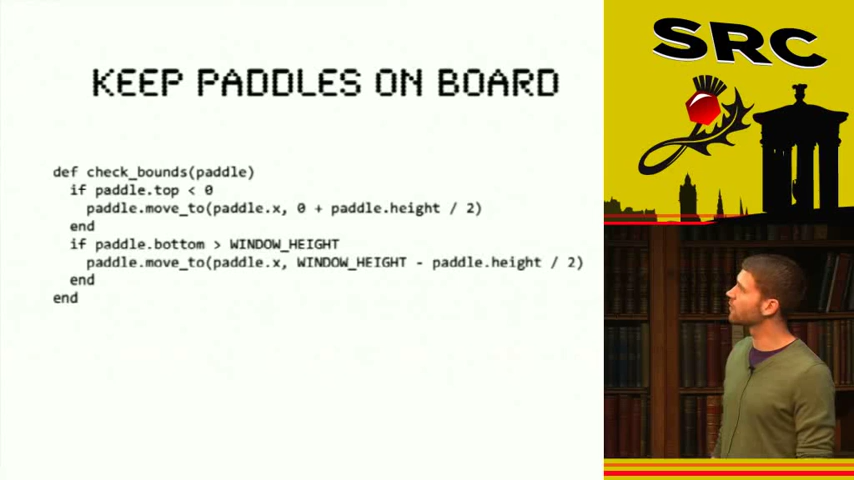 KEEP PADDLES ON BOARD
def check_bounds(paddle)
  if paddle.top < 0
    paddle.move_to(paddle.x, 0 + paddle.height / 2)
  end
  if paddle.bottom > WINDOW_HEIGHT
    paddle.move_to(paddle.x, WINDOW_HEIGHT - paddle.height / 2)
  end
end
SRC